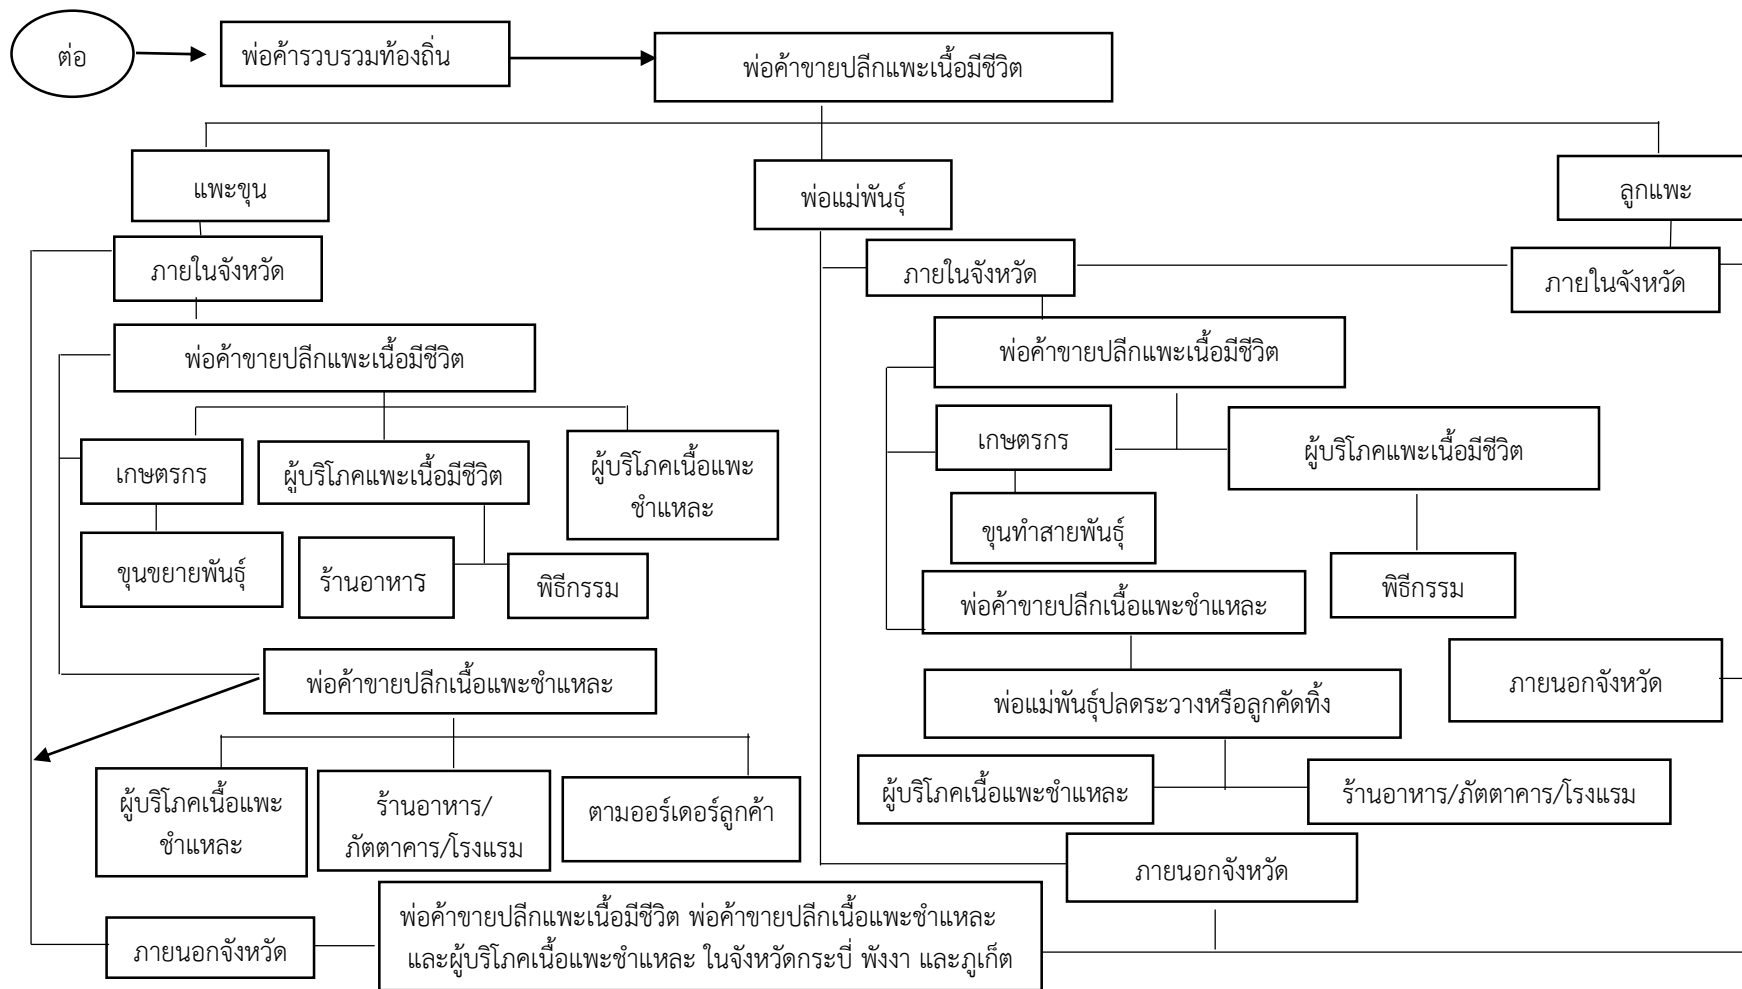 ต่อ
พ่อค้ารวบรวมท้องถิ่น
พ่อค้าขายปลีกแพะเนื้อมีชีวิต
แพะขุน
พ่อแม่พันธุ์
ลูกแพะ
ภายในจังหวัด
ภายในจังหวัด
ภายในจังหวัด
พ่อค้าขายปลีกแพะเนื้อมีชีวิต
พ่อค้าขายปลีกแพะเนื้อมีชีวิต
เกษตรกร
ผู้บริโภคแพะเนื้อมีชีวิต
ผู้บริโภคเนื้อแพะ
ชำแหละ
เกษตรกร
ผู้บริโภคแพะเนื้อมีชีวิต
ขุนขยายพันธุ์
ร้านอาหาร
พิธีกรรม
ขุนทำสายพันธุ์
พิธีกรรม
พ่อค้าขายปลีกเนื้อแพะชำแหละ
พ่อค้าขายปลีกเนื้อแพะชำแหละ
พ่อแม่พันธุ์ปลดระวางหรือลูกคัดทิ้ง
ภายนอกจังหวัด
ผู้บริโภคเนื้อแพะ
ชำแหละ
ร้านอาหาร/
ภัตตาคาร/โรงแรม
ตามออร์เดอร์ลูกค้า
ผู้บริโภคเนื้อแพะชำแหละ
ร้านอาหาร/ภัตตาคาร/โรงแรม
ภายนอกจังหวัด
ภายนอกจังหวัด
พ่อค้าขายปลีกแพะเนื้อมีชีวิต พ่อค้าขายปลีกเนื้อแพะชำแหละ
และผู้บริโภคเนื้อแพะชำแหละ ในจังหวัดกระบี่ พังงา และภูเก็ต